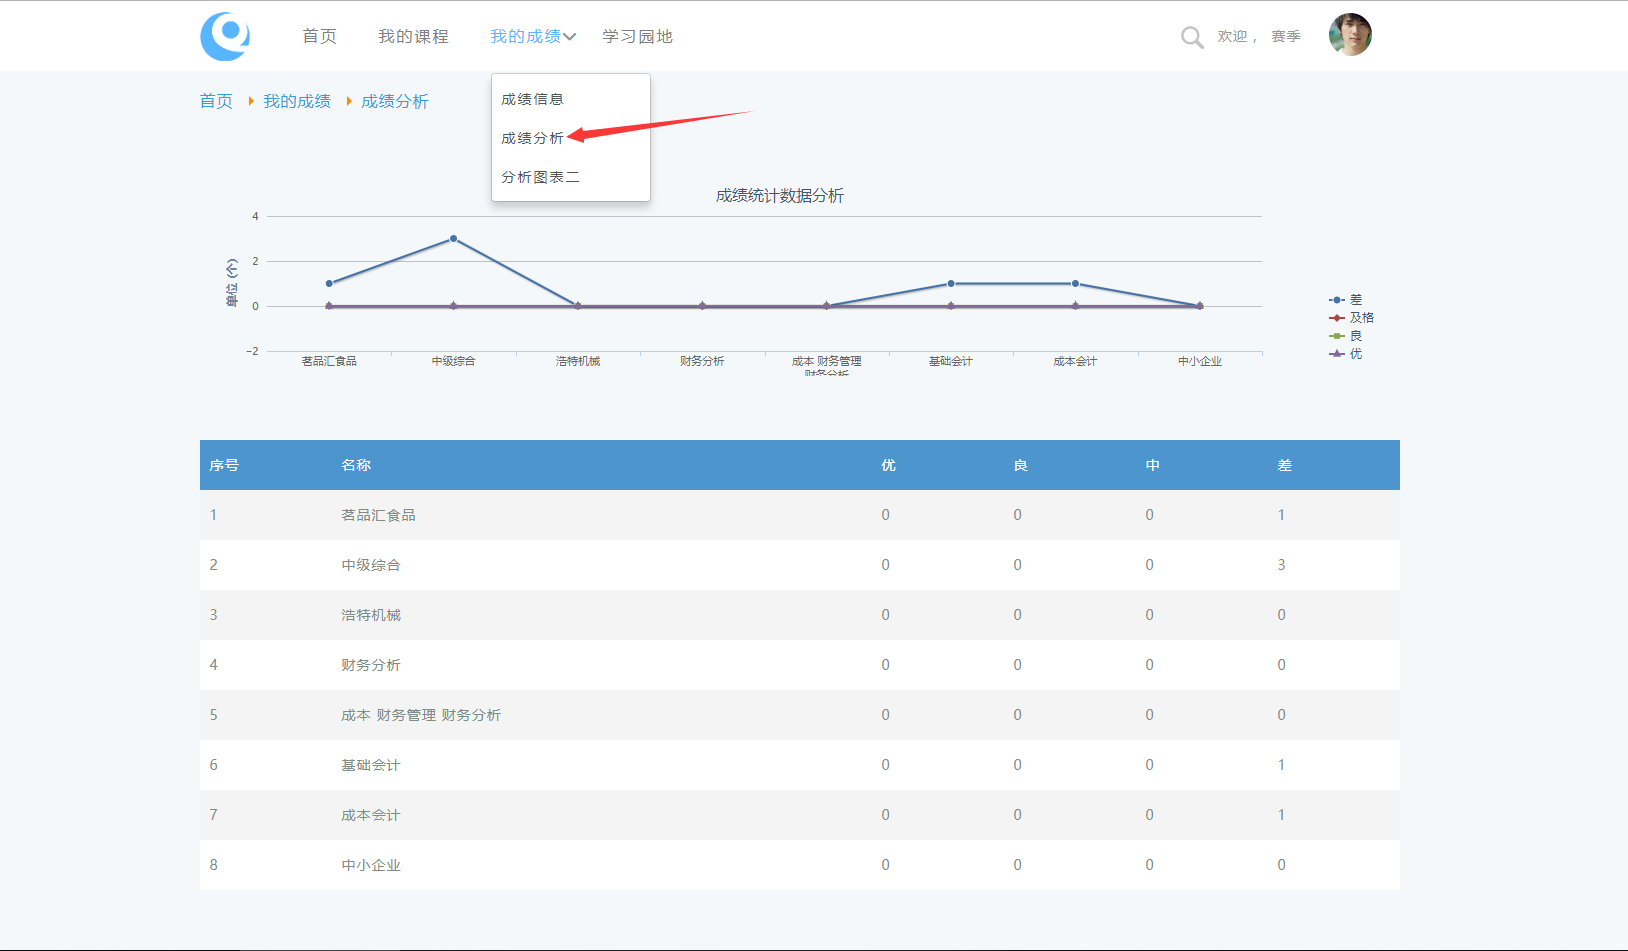 首页 我的课程 我的成绩 学习园地 欢迎， 赛季
首页 我的成绩 成绩分析
成绩信息
成绩分析
分析图表二
成绩统计数据分析
单位 (个)
4
2
0
−2
茗品汇食品 中级综合 浩特机械 财务分析 成本 财务管理 基础会计 成本会计 中小企业
财务分析
差
及格
良
优
序号 名称 优 良 中 差
1 茗品汇食品 0 0 0 1
2 中级综合 0 0 0 3
3 浩特机械 0 0 0 0
4 财务分析 0 0 0 0
5 成本 财务管理 财务分析 0 0 0 0
6 基础会计 0 0 0 1
7 成本会计 0 0 0 1
8 中小企业 0 0 0 0